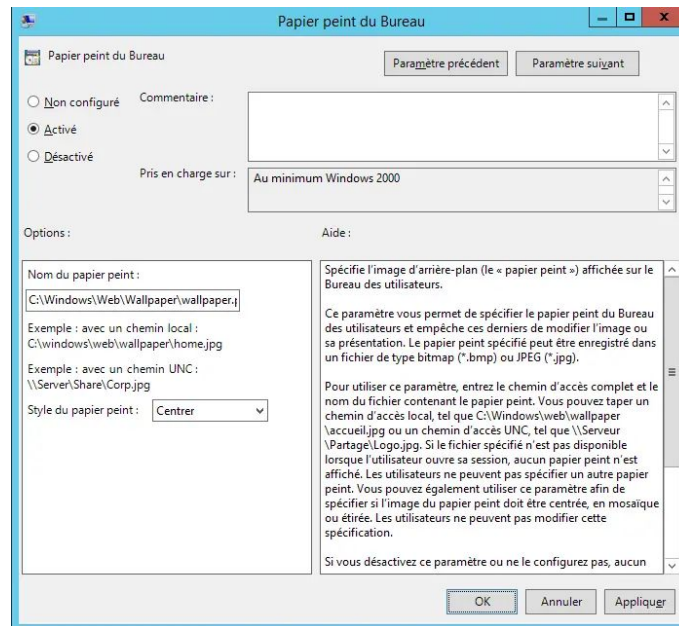 Papier peint du Bureau
Papier peint du Bureau
Paramètre précédent
Paramètre suivant
Non configuré
Activé
Désactivé
Commentaire :
Pris en charge sur :
Au minimum Windows 2000
Options :
Aide :
Nom du papier peint :
C:\Windows\Web\Wallpaper\wallpaper.
Exemple : avec un chemin local :
C:\windows\web\wallpaper\home.jpg
Exemple : avec un chemin UNC :
\\Server\Share\Corp.jpg
Style du papier peint :
Centrer
Spécifie l'image d'arrière-plan (le « papier peint ») affichée sur le
Bureau des utilisateurs.
Ce paramètre vous permet de spécifier le papier peint du Bureau
des utilisateurs et empêche ces derniers de modifier l'image ou
sa présentation. Le papier peint spécifié peut être enregistré dans
un fichier de type bitmap (*.bmp) ou JPEG (*.jpg).
Pour utiliser ce paramètre, entrez le chemin d'accès complet et le
nom du fichier contenant le papier peint. Vous pouvez taper un
chemin d'accès local, tel que C:\Windows\web\wallpaper
\accueil.jpg ou un chemin d'accès UNC, tel que \\Serveur
\Partage\Logo.jpg. Si le fichier spécifié n'est pas disponible
lorsque l'utilisateur ouvre sa session, aucun papier peint n'est
affiché. Les utilisateurs ne peuvent pas spécifier un autre papier
peint. Vous pouvez également utiliser ce paramètre afin de
spécifier si l'image du papier peint doit être centrée, en mosaïque
ou étirée. Les utilisateurs ne peuvent pas modifier cette
spécification.
Si vous désactivez ce paramètre ou ne le configurez pas, aucun
OK
Annuler
Appliquer